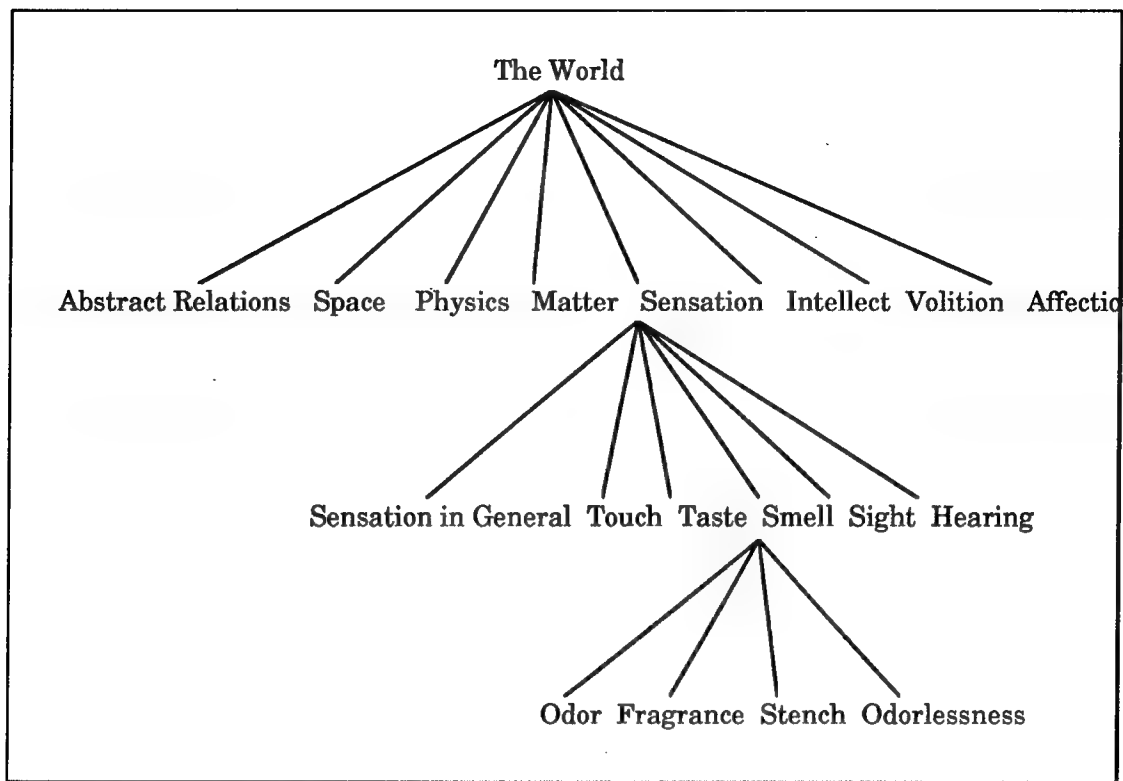 The World
Abstract Relations Space Physics Matter Sensation Intellect Volition Affectio
Sensation in General Touch Taste Smell Sight Hearing
Odor Fragrance Stench Odorlessness